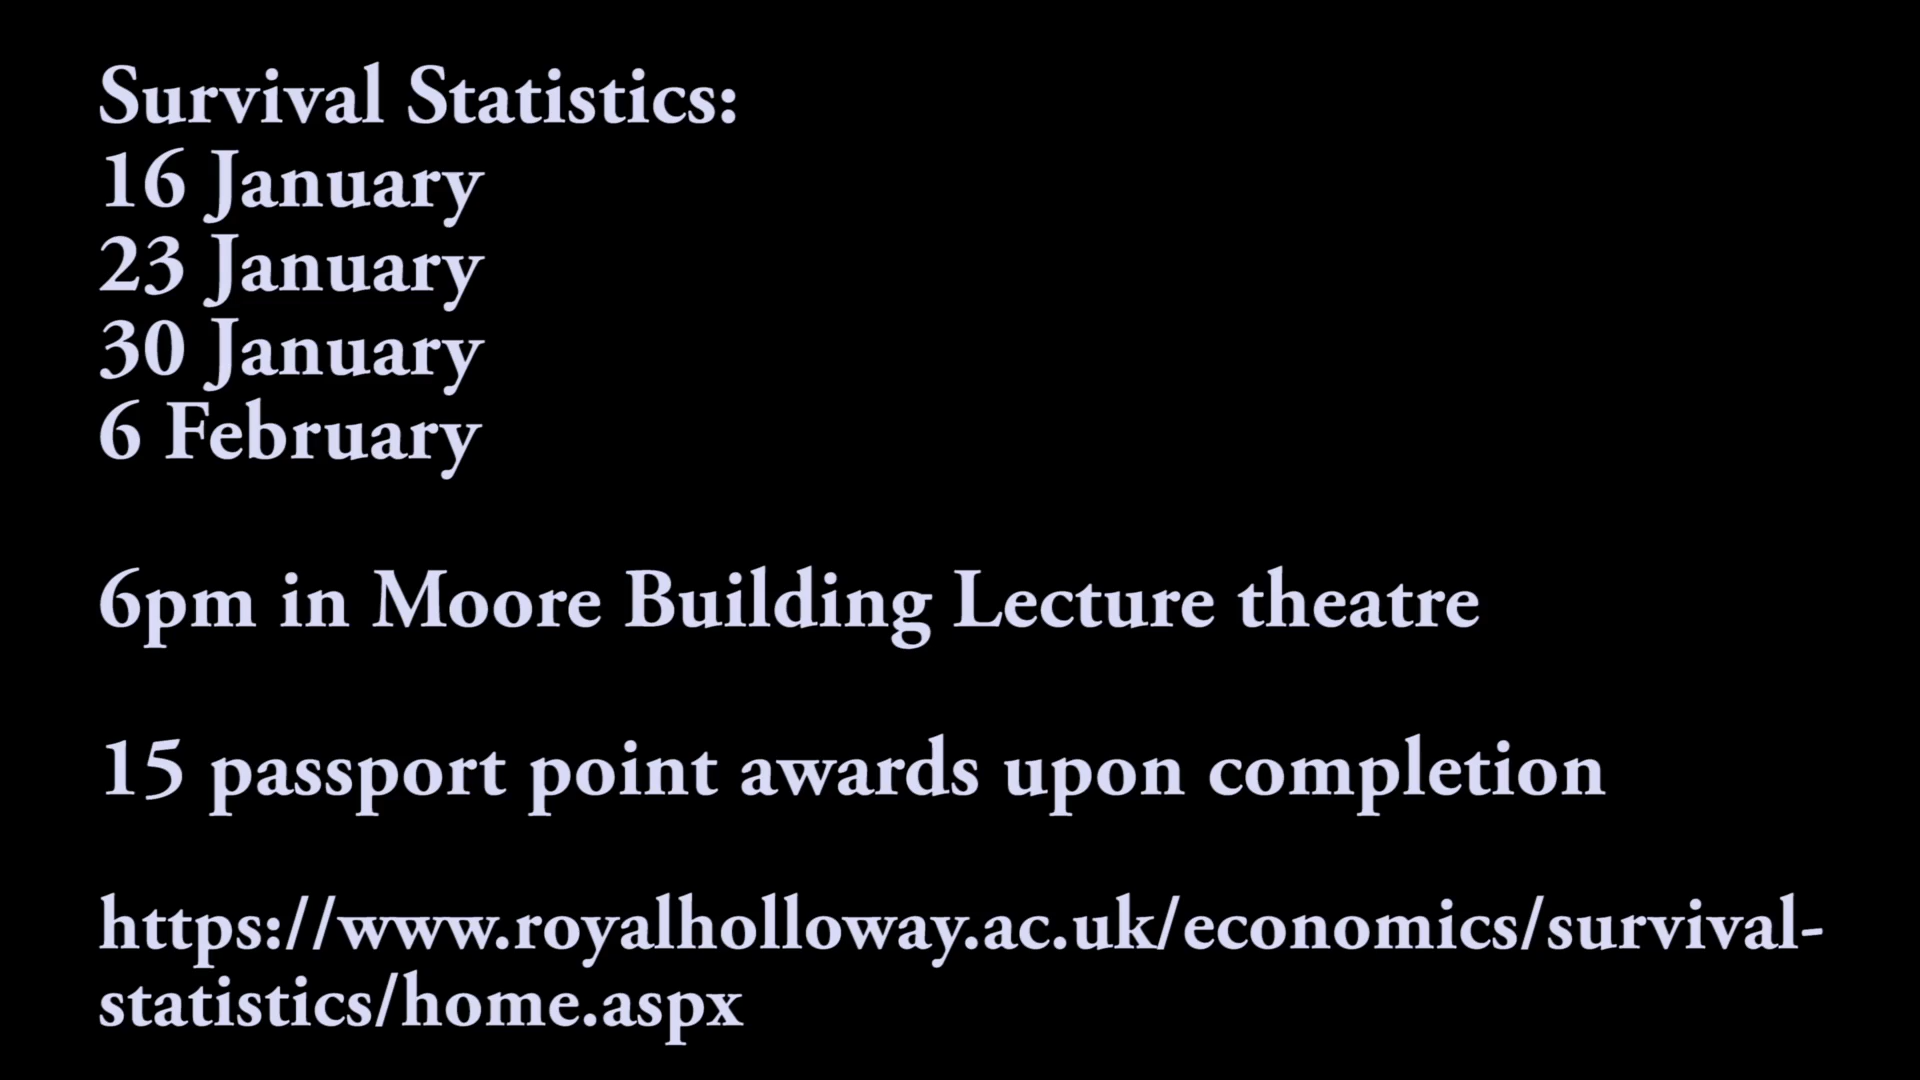 Survival Statistics:
16 January
23 January
30 January
6 February
6pm in Moore Building Lecture theatre
15 passport point awards upon completion
https://www.royalholloway.ac.uk/economics/survival-
statistics/home.aspx